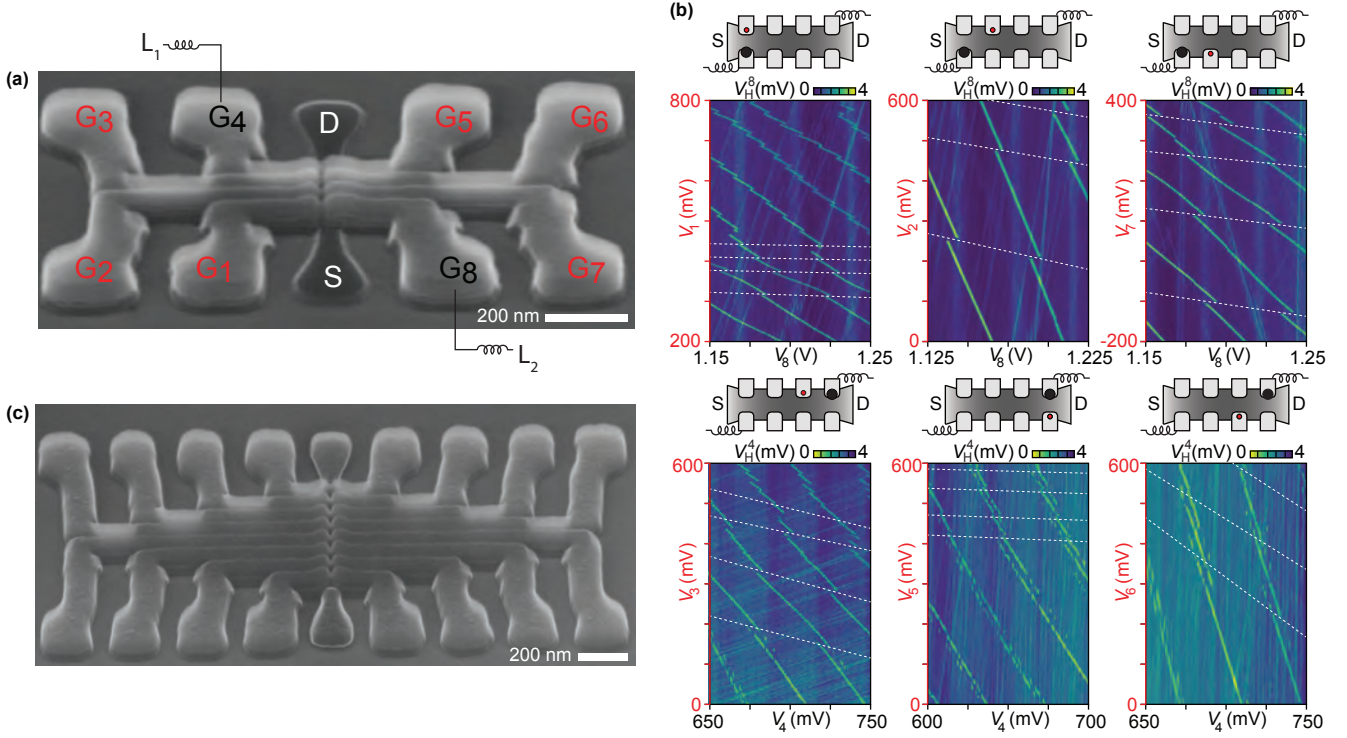 (a)
L1
G3
G4
D
G5
G6
G2
G1
S
G8
G7
200 nm
L2
(b)
S D
S D
S D
V_H^8(mV) 0 4
V_H^8(mV) 0 4
V_H^8(mV) 0 4
800
V1 (mV)
200
1.15 V8 (V) 1.25
600
V2 (mV)
0
1.125 V8 (V) 1.225
400
V7 (mV)
-200
1.15 V8 (V) 1.25
S D
S D
S D
V_H^4(mV) 0 4
V_H^4(mV) 0 4
V_H^4(mV) 0 4
600
V3 (mV)
0
650 V4 (mV) 750
600
V5 (mV)
0
600 V4 (mV) 700
600
V6 (mV)
0
650 V4 (mV) 750
(c)
200 nm